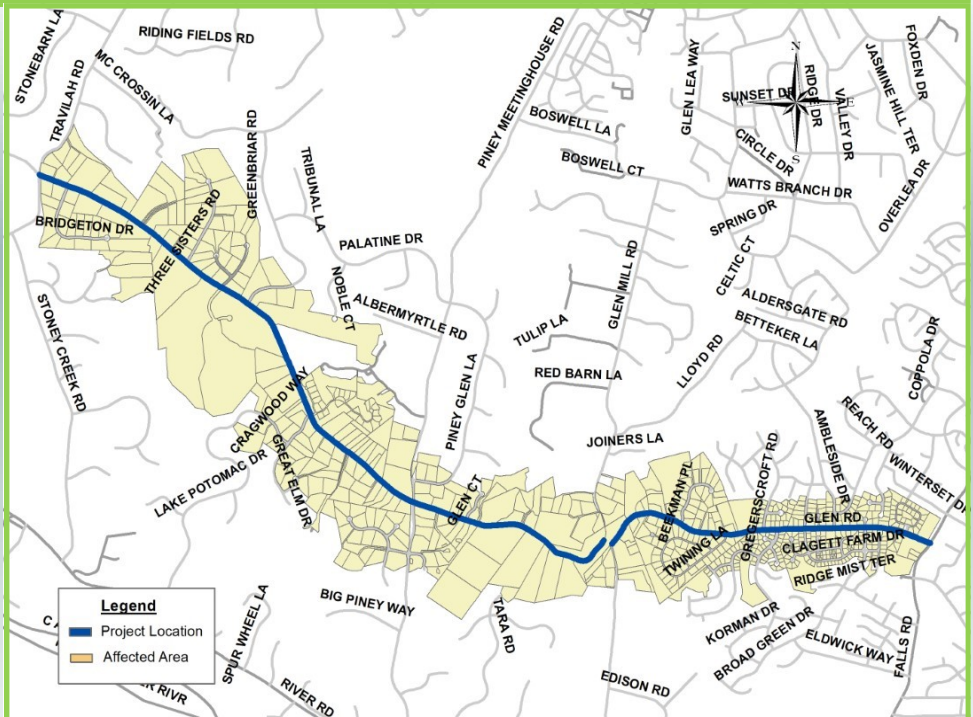 STONEBARN LA
RIDING FIELDS RD
MC CROSSIN LA
TRAVILAH RD
GREENBRIAR RD
TRIBUNAL LA
PINEY MEETINGHOUSE RD
BOSWELL LA
BOSWELL CT
GLEN LEA WAY
N
SUNSET DR
E
S
RIDGE DR
VALLEY DR
JASMINE HILL TER
FOXDEN DR
CIRCLE DR
WATTS BRANCH DR
OVERLEA DR
SPRING DR
CELTIC CT
BRIDGETON DR
THREE SISTERS RD
PALATINE DR
NOBLE CT
ALBERMYRTLE RD
GLEN MILL RD
TULIP LA
ALDERSGATE RD
BETTEKER LA
LLOYD RD
STONEY CREEK RD
PINEY GLEN LA
RED BARN LA
COPPOLA DR
CRAGWOOD WAY
JOINERS LA
REACH RD
AMBLESIDE DR
WINTERSET DR
LAKE POTOMAC DR
GREAT ELM DR
GLEN CT
BEEKMAN PL
GREGERSCROFT RD
GLEN RD
CLAGETT FARM DR
TWINING LA
RIDGE MIST TER
BIG PINEY WAY
TARA RD
KORMAN DR
BROAD GREEN DR
ELDWICK WAY
FALLS RD
SPUR WHEEL LA
RIVER RD
EDISON RD
Legend
Project Location
Affected Area
RIVR